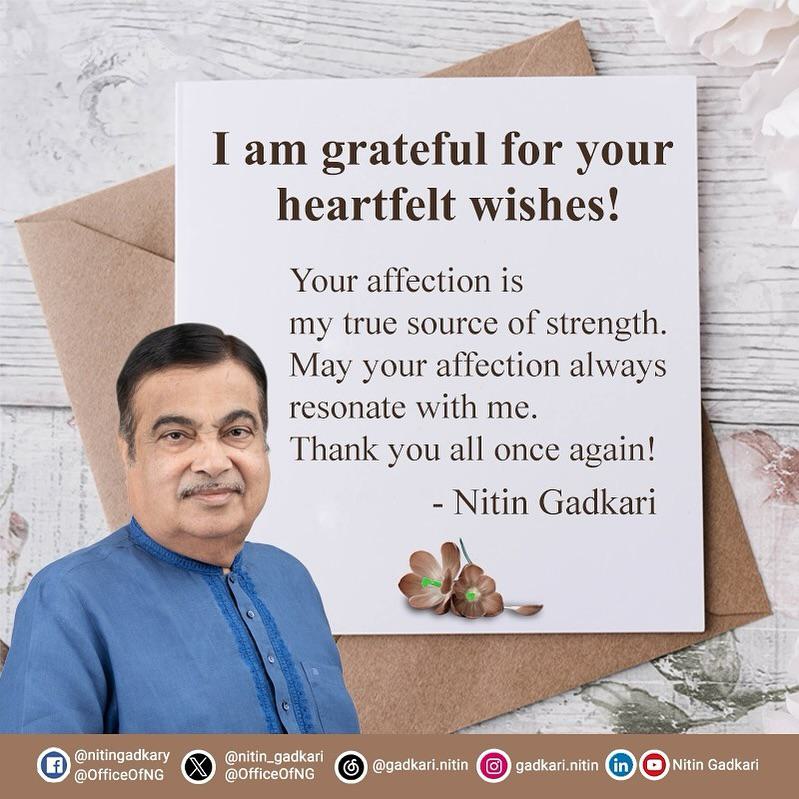 I am grateful for your
heartfelt wishes!
Your affection is
my true source of strength.
May your affection always
resonate with me.
Thank you all once again!
- Nitin Gadkari
@nitingadkary
@OfficeOfNG
@nitin_gadkari
@OfficeOfNG
@gadkari.nitin
gadkari.nitin
Nitin Gadkari